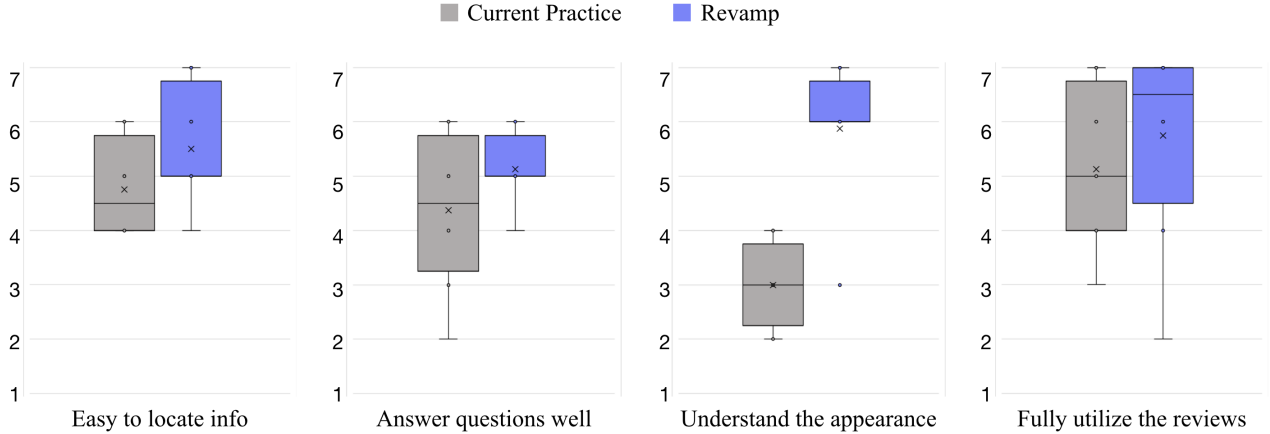 Current Practice Revamp
7 7 7 7
6 6 6 6
5 5 5 5
4 4 4 4
3 3 3 3
2 2 2 2
1 1 1 1
Easy to locate info Answer questions well Understand the appearance Fully utilize the reviews